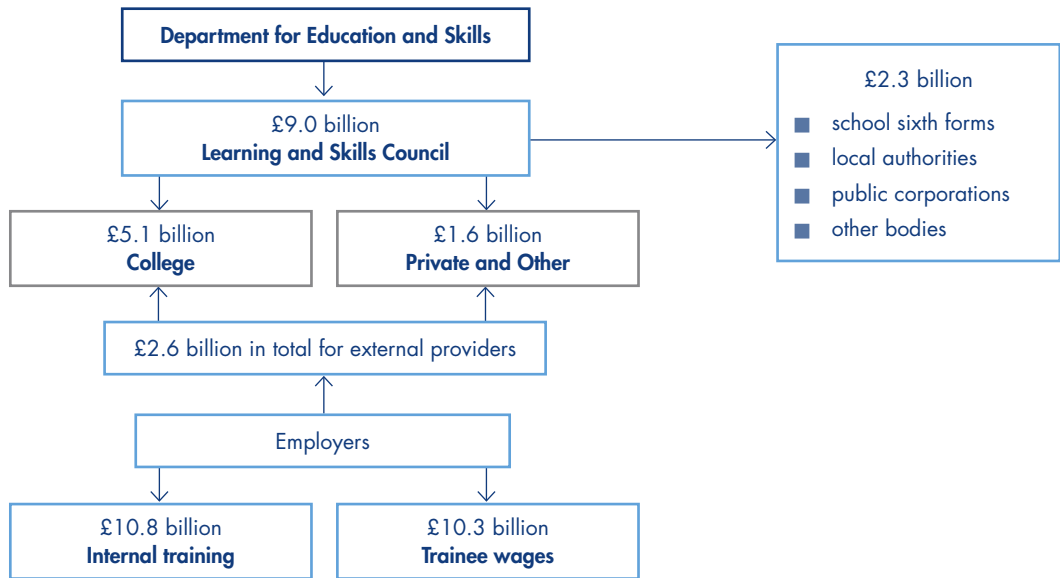 Department for Education and Skills
£9.0 billion
Learning and Skills Council
£2.3 billion
school sixth forms
local authorities
public corporations
other bodies
£5.1 billion
College
£1.6 billion
Private and Other
£2.6 billion in total for external providers
Employers
£10.8 billion
Internal training
£10.3 billion
Trainee wages